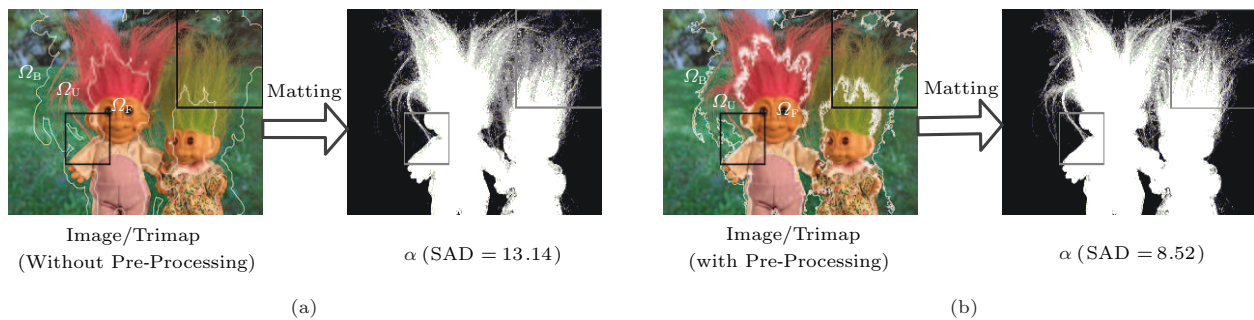 Ω_B
Ω_U
Ω_F
Matting
Image/Trimap
(Without Pre-Processing)
α (SAD = 13.14)
(a)
Ω_B
Ω_U
Ω_F
Matting
Image/Trimap
(with Pre-Processing)
α (SAD = 8.52)
(b)